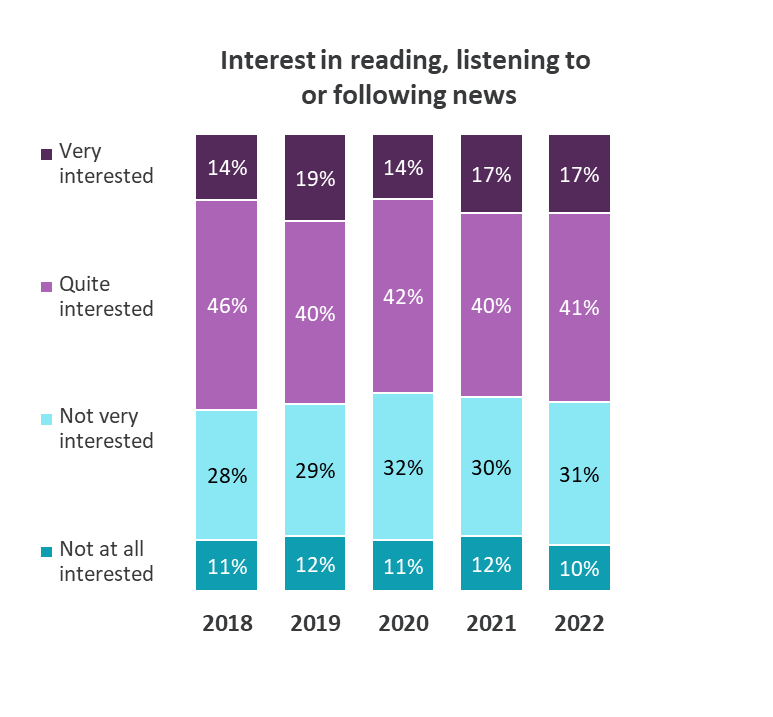 Interest in reading, listening to
or following news
Very
interested
14%
19%
14%
17%
17%
Quite
interested
46%
40%
42%
40%
41%
Not very
interested
28%
29%
32%
30%
31%
Not at all
interested
11%
12%
11%
12%
10%
2018
2019
2020
2021
2022